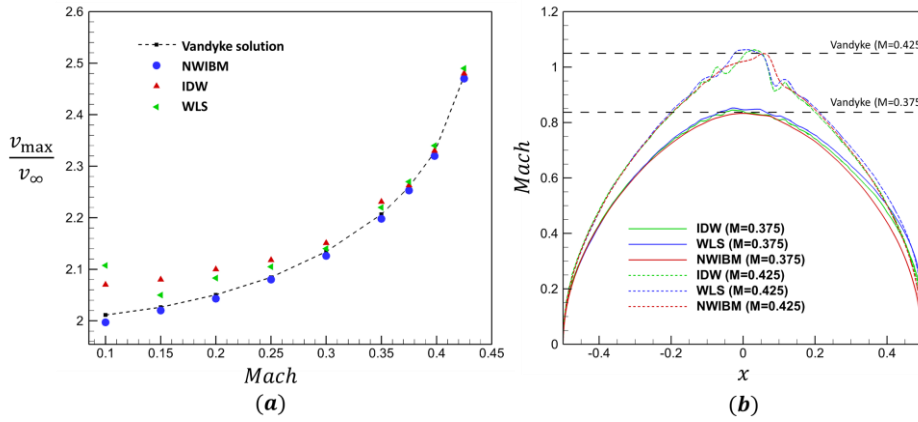 (a)
2.6
2.5
2.4
2.3
2.2
2.1
2
v_max
v_∞
Vandyke solution
NWIBM
IDW
WLS
0.1 0.15 0.2 0.25 0.3 0.35 0.4 0.45
Mach
(a)
(b)
1.2
1
0.8
0.6
0.4
0.2
0
Mach
Vandyke (M=0.425
Vandyke (M=0.375
IDW (M=0.375)
WLS (M=0.375)
NWIBM (M=0.375)
IDW (M=0.425)
WLS (M=0.425)
NWIBM (M=0.425)
-0.4 -0.2 0 0.2 0.4
x
(b)